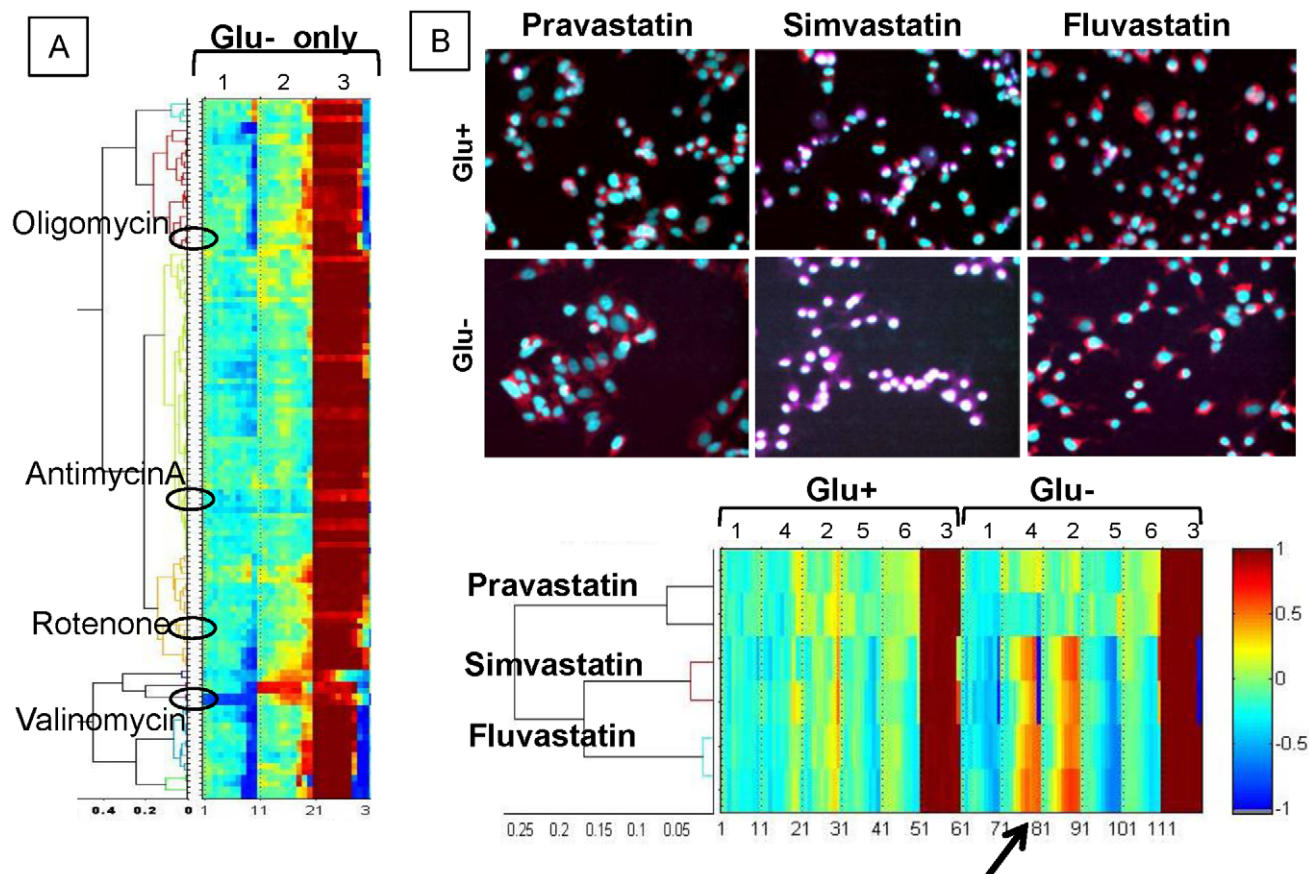 A
Glu- only
1 2 3
Oligomycin
AntimycinA
Rotenone
Valinomycin
0.4 0.2 0 1 11 21 3
B
Pravastatin Simvastatin Fluvastatin
Glu+
Glu-
Glu+ Glu-
1 4 2 5 6 3 1 4 2 5 6 3
Pravastatin
Simvastatin
Fluvastatin
0.25 0.2 0.15 0.1 0.05 1 11 21 31 41 51 61 71 81 91 101 111
1
0.5
0
-0.5
-1